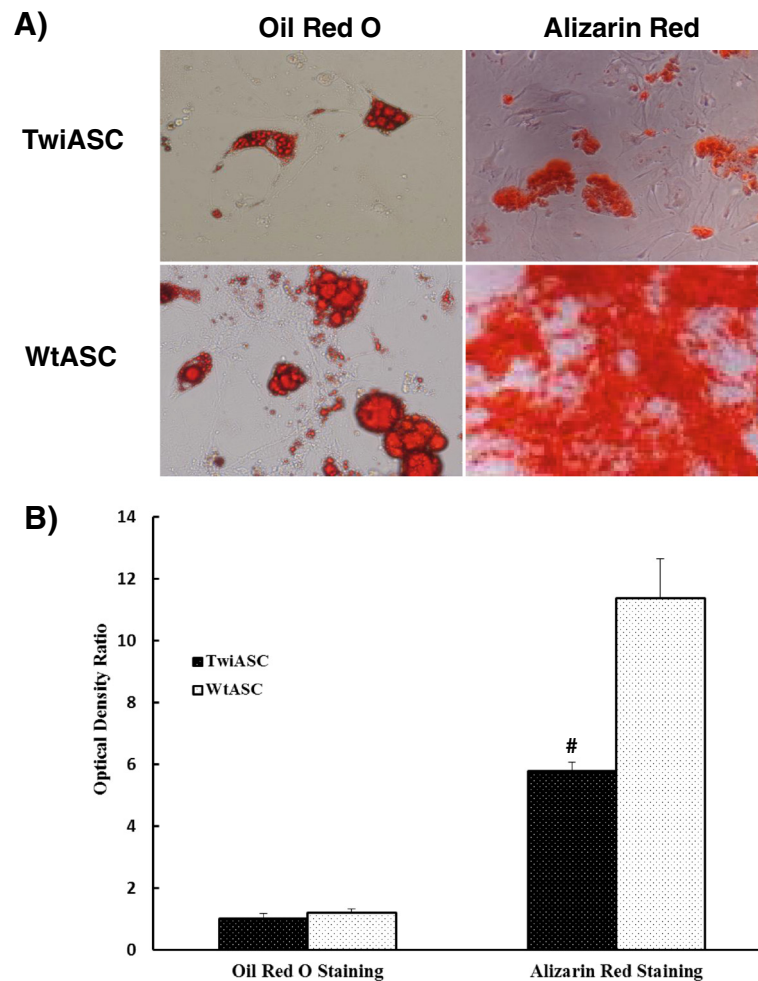 A)
Oil Red O
Alizarin Red
TwiASC
WtASC
B)
14
12
10
8
6
4
2
0
Optical Density Ratio
TwiASC
WtASC
#
Oil Red O Staining
Alizarin Red Staining